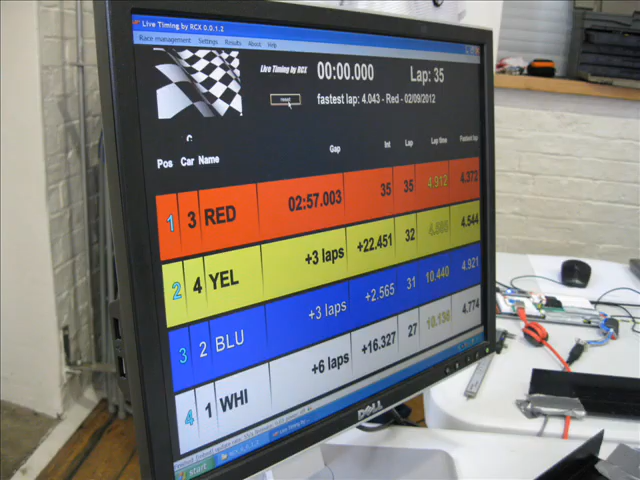 Live Timing by RCX 0.0.1.2
Race management Settings Results About Help
Live Timing by RCX 00:00.000 Lap: 35
reset fastest lap: 4.043 - Red - 02/09/2012
Pos Car Name Gap Int Lap Lap time Fastest lap
1 3 RED 02:57.003 35 35 4.912 4.372
2 4 YEL +3 laps +22.451 32 4.544
3 2 BLU +3 laps +2.565 31 10.440 4.921
4 1 WHI +6 laps +16.327 27 10.136 4.774
start
DELL